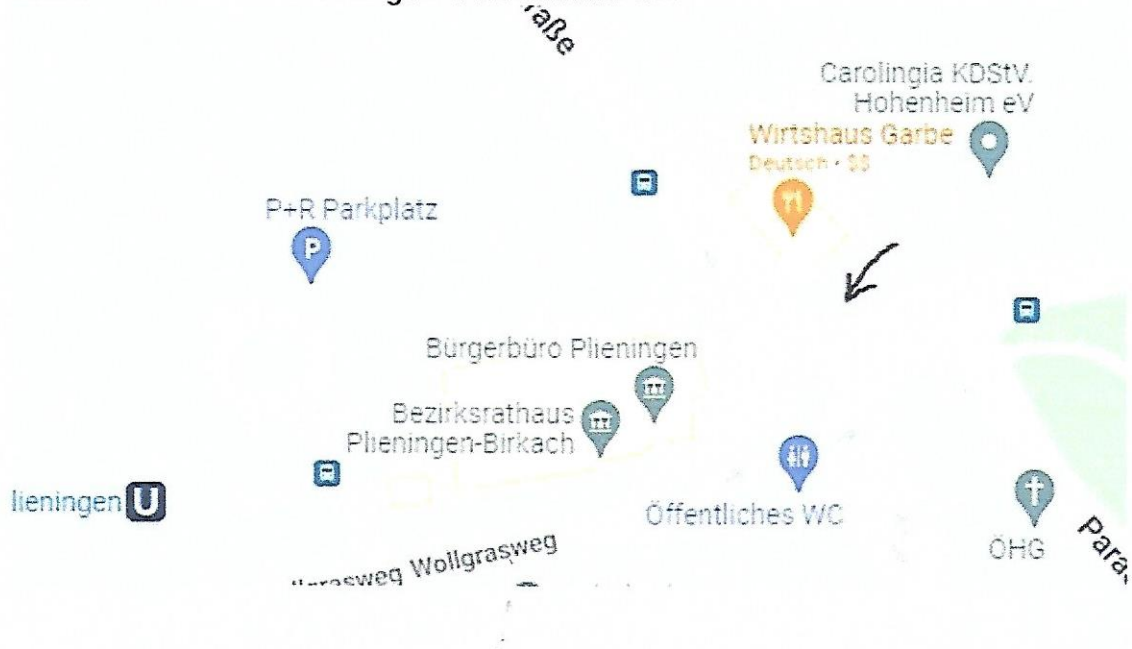 raße
Carolingia KDStV.
Hohenheim eV
Wirtshaus Garbe
Deutsch · $$
P+R Parkplatz
P
Bürgerbüro Plieningen
Bezirksrathaus
Plieningen-Birkach
lieningen U
Öffentliches WC
ÖHG
Para
Wollgrasweg